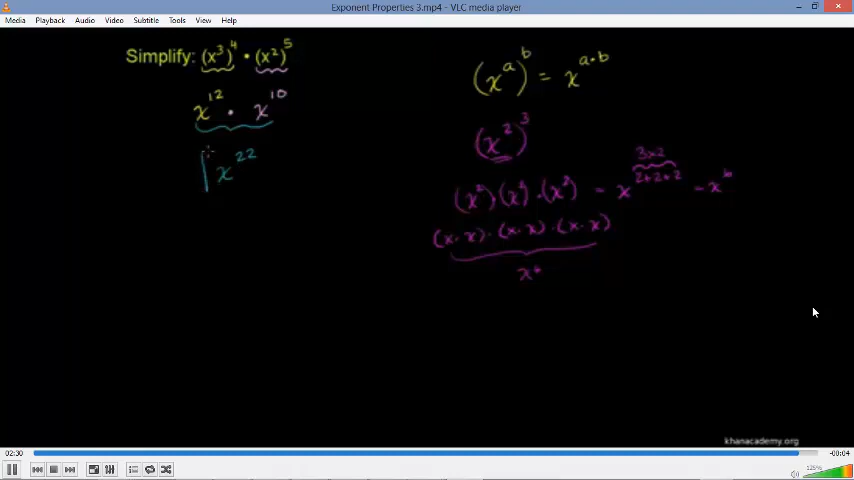 Exponent Properties 3.mp4 - VLC media player
Media Playback Audio Video Subtitle Tools View Help
Simplify: (x³)⁴ • (x²)⁵
x¹² • x¹⁰
x²²
(xᵃ)ᵇ = xᵃ•ᵇ
(x²)³
3x2
(x²)•(x²)•(x²) = x²⁺²⁺² = x⁶
(x•x)•(x•x)•(x•x)
x⁶
khanacademy.org
02:30
-00:04
125%